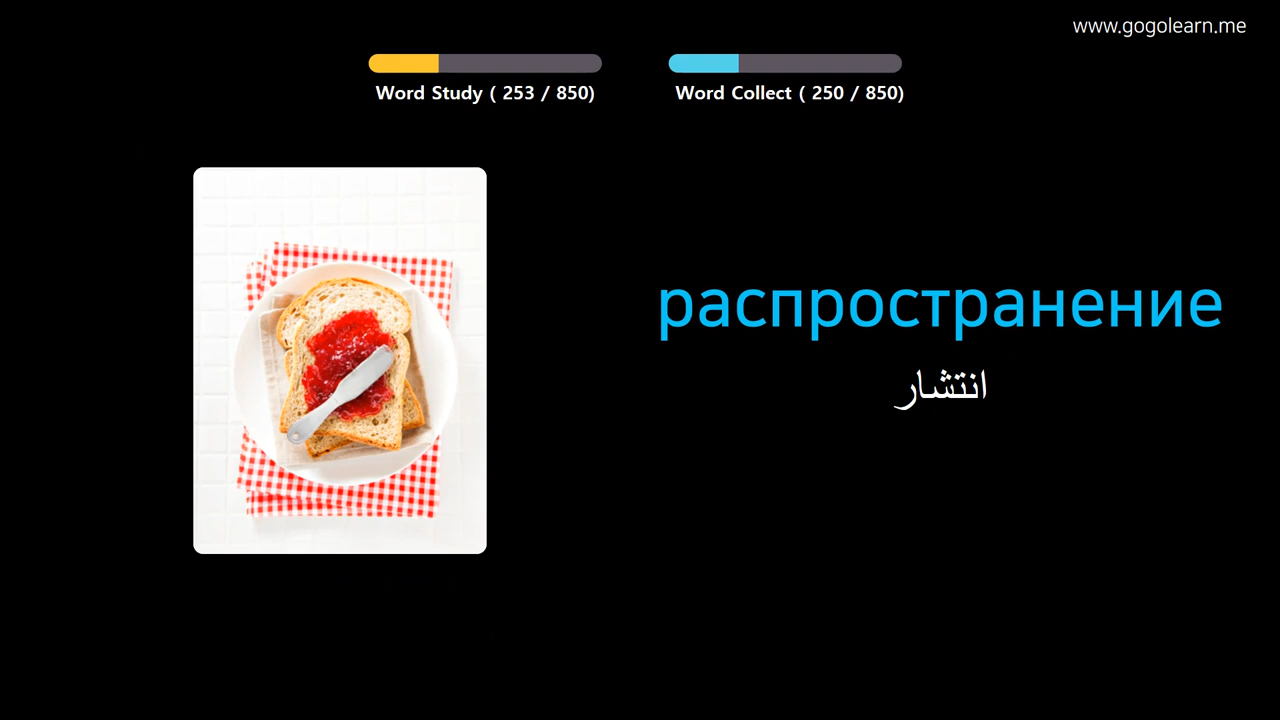 www.gogolearn.me
Word Study ( 253 / 850)
Word Collect ( 250 / 850)
распространение
انتشار